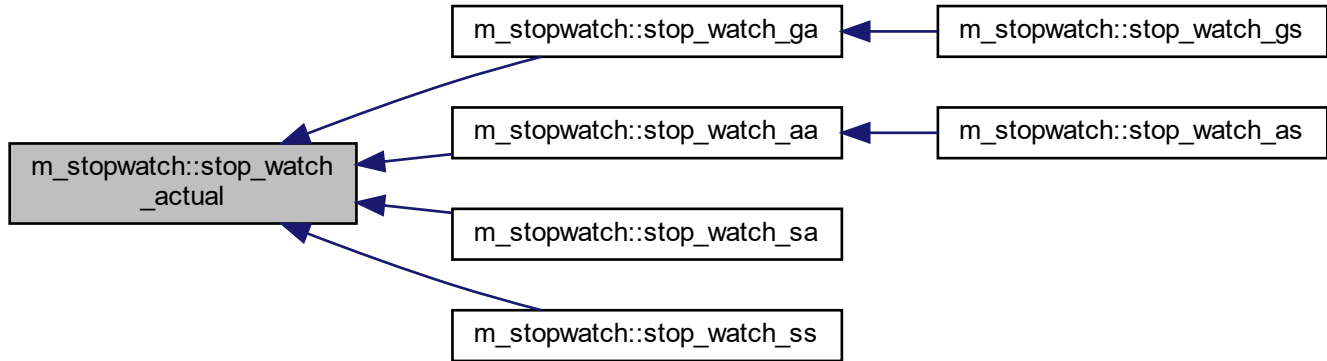 m_stopwatch::stop_watch_ga
m_stopwatch::stop_watch_gs
m_stopwatch::stop_watch_aa
m_stopwatch::stop_watch_as
m_stopwatch::stop_watch
_actual
m_stopwatch::stop_watch_sa
m_stopwatch::stop_watch_ss